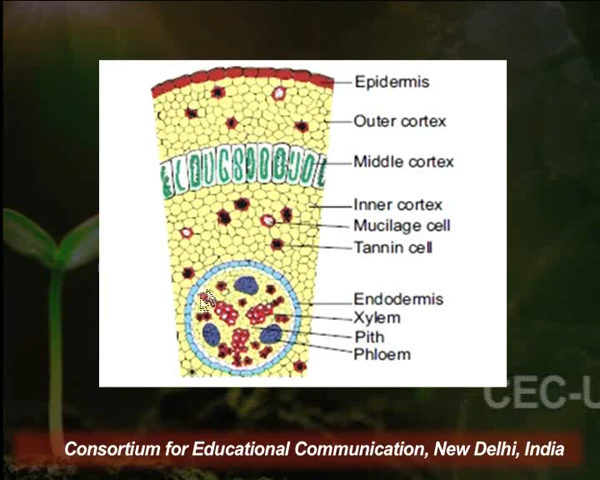 Epidermis
Outer cortex
Middle cortex
Inner cortex
Mucilage cell
Tannin cell
Endodermis
Xylem
Pith
Phloem
CEC-U
Consortium for Educational Communication, New Delhi, India